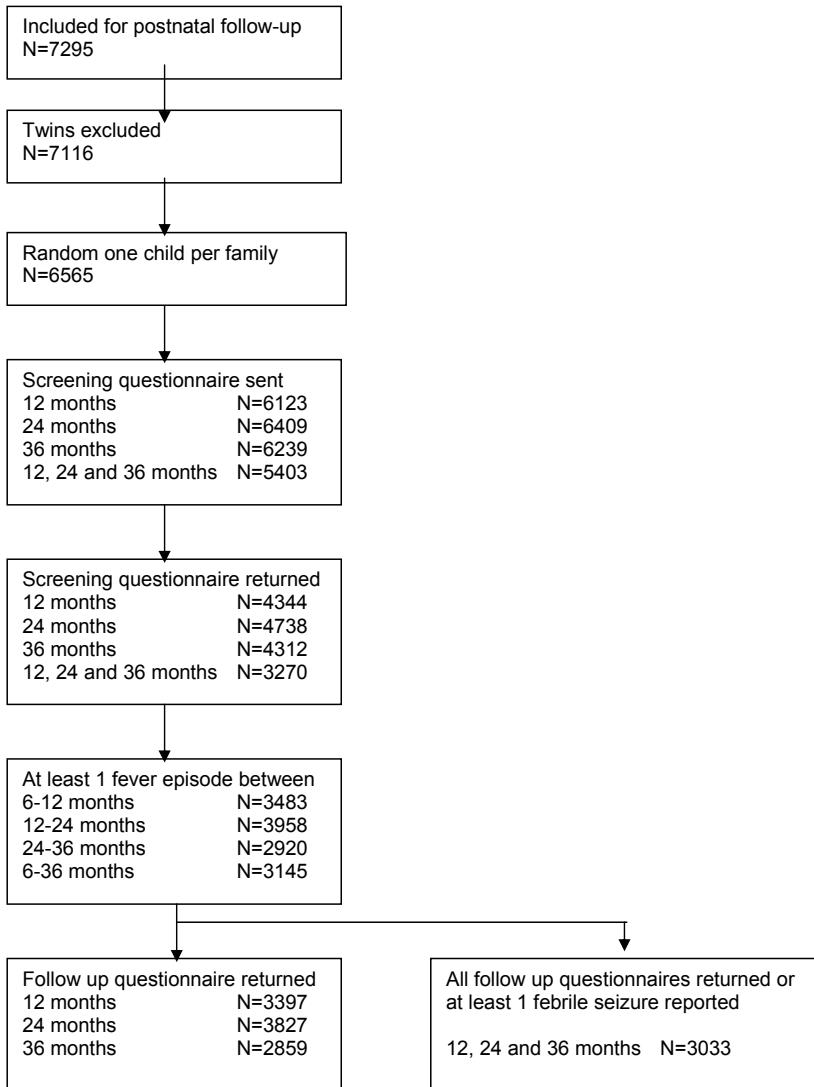 Included for postnatal follow-up
N=7295
Twins excluded
N=7116
Random one child per family
N=6565
Screening questionnaire sent
12 months N=6123
24 months N=6409
36 months N=6239
12, 24 and 36 months N=5403
Screening questionnaire returned
12 months N=4344
24 months N=4738
36 months N=4312
12, 24 and 36 months N=3270
At least 1 fever episode between
6-12 months N=3483
12-24 months N=3958
24-36 months N=2920
6-36 months N=3145
Follow up questionnaire returned
12 months N=3397
24 months N=3827
36 months N=2859
All follow up questionnaires returned or
at least 1 febrile seizure reported
12, 24 and 36 months N=3033